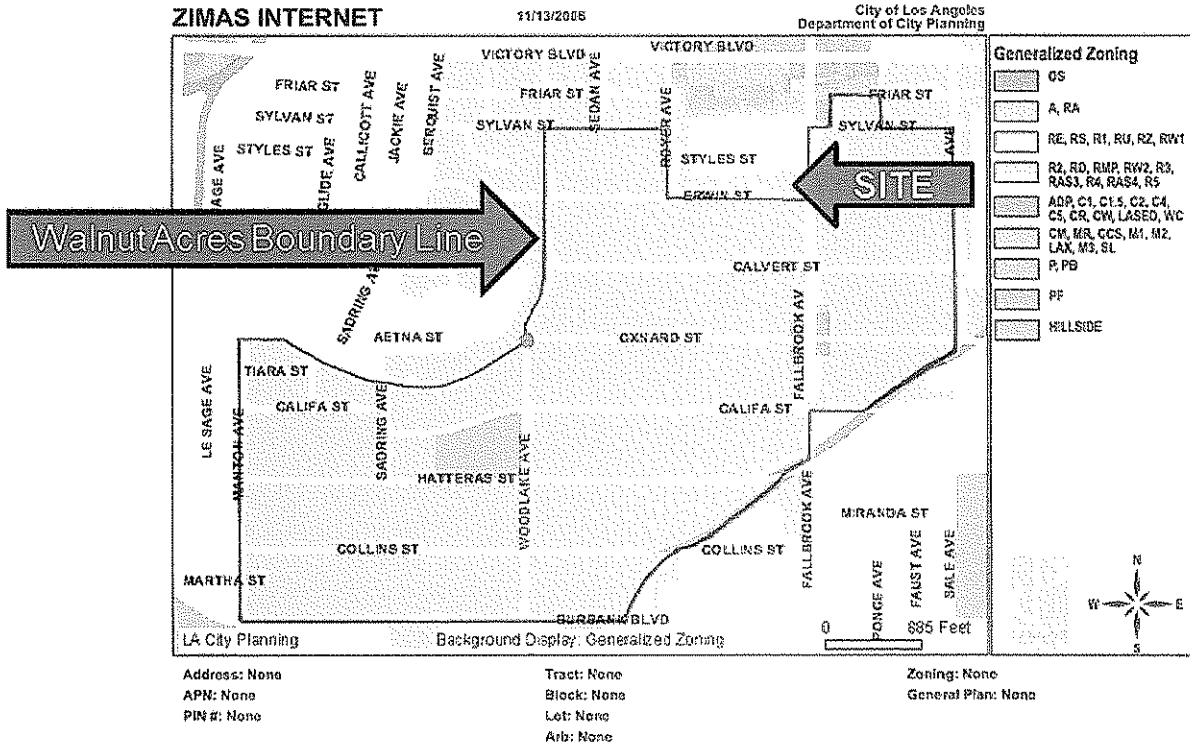 ZIMAS INTERNET
11/13/2006
City of Los Angeles
Department of City Planning
VICTORY BLVD
VICTORY BLVD
FRIAR ST
FRIAR ST
FRIAR ST
SYLVAN ST
SYLVAN ST
SYLVAN ST
STYLES ST
STYLES ST
ERWIN ST
CALLICOTT AVE
JACKIE AVE
SERQUIST AVE
SEDAN AVE
ROYER AVE
AVE
SITE
Walnut Acres Boundary Line
CALVERT ST
SADRING AVE
AETNA ST
OXNARD ST
FALLBROOK AV
TIARA ST
CALIFA ST
CALIFA ST
LE SAGE AVE
MANTON AVE
SADRING AVE
HATTERAS ST
WOODLAKE AVE
FALLBROOK AV
MIRANDA ST
COLLINS ST
COLLINS ST
MARTHA ST
BURBANK BLVD
PONCE AVE
FAUST AVE
SALE AVE
LA City Planning
Background Display: Generalized Zoning
0 685 Feet
Generalized Zoning
OS
A, RA
RE, RS, R1, RU, RZ, RW1
R2, RD, RMP, RW2, R3,
RAS3, R4, RAS4, R5
ADP, C1, C1.5, C2, C4,
C5, CR, CW, LASED, WC
CM, MR, CCS, M1, M2,
LAX, M3, SL
P, PB
PF
HILLSIDE
N
W E
S
Address: None
APN: None
PIN #: None
Tract: None
Block: None
Lot: None
Arb: None
Zoning: None
General Plan: None